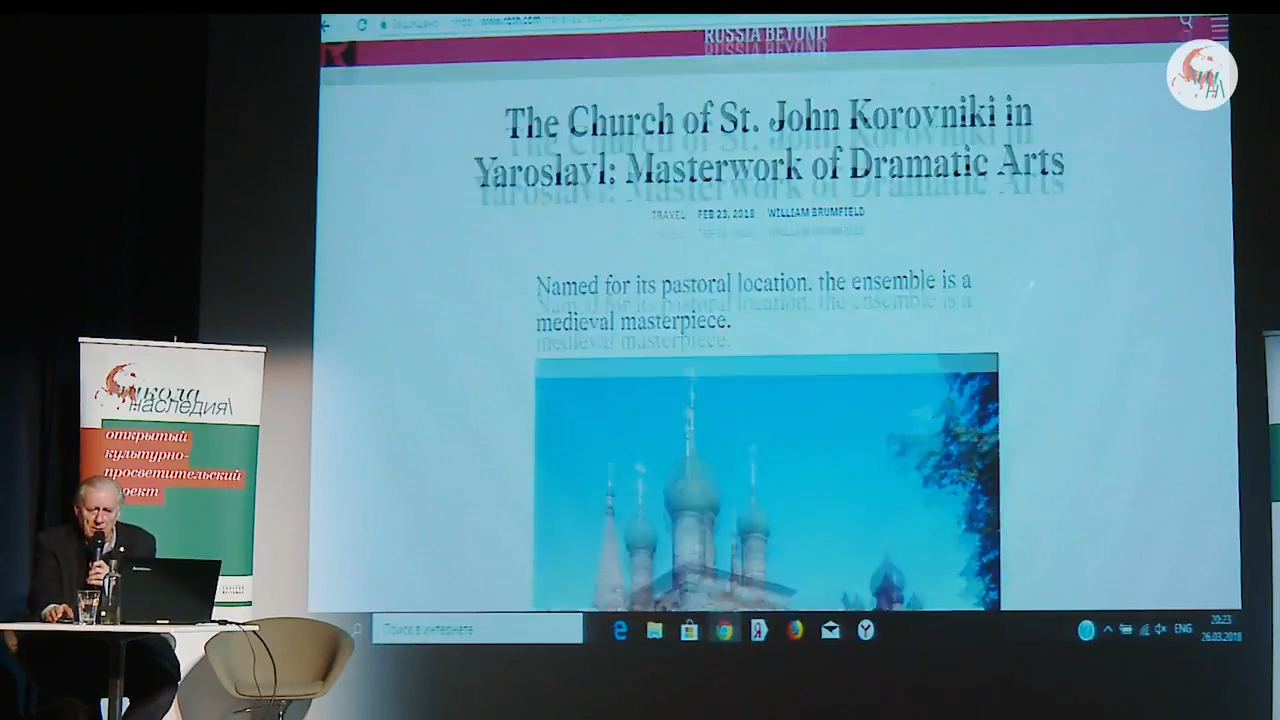 RUSSIA BEYOND
The Church of St. John Korovniki in
Yaroslavl: Masterwork of Dramatic Arts
TRAVEL FEB 23, 2018 WILLIAM BRUMFIELD
Named for its pastoral location, the ensemble is a
medieval masterpiece.
школа
наследия\
открытый
культурно-
просветительский
Поиск в интернете
ENG
20:23
26.03.2018